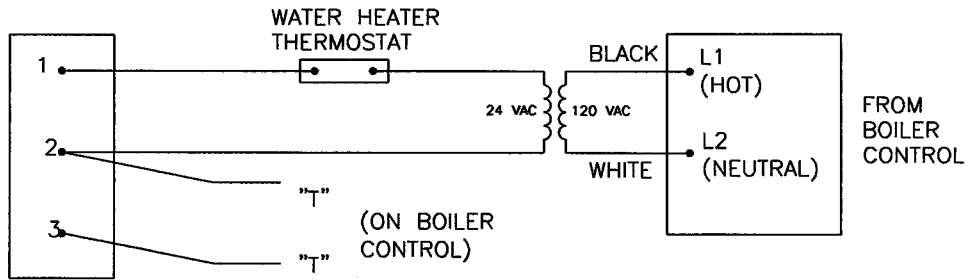 WATER HEATER
THERMOSTAT
1
2
3
24 VAC
120 VAC
BLACK
WHITE
L1
(HOT)
L2
(NEUTRAL)
FROM
BOILER
CONTROL
"T"
(ON BOILER
CONTROL)
"T"